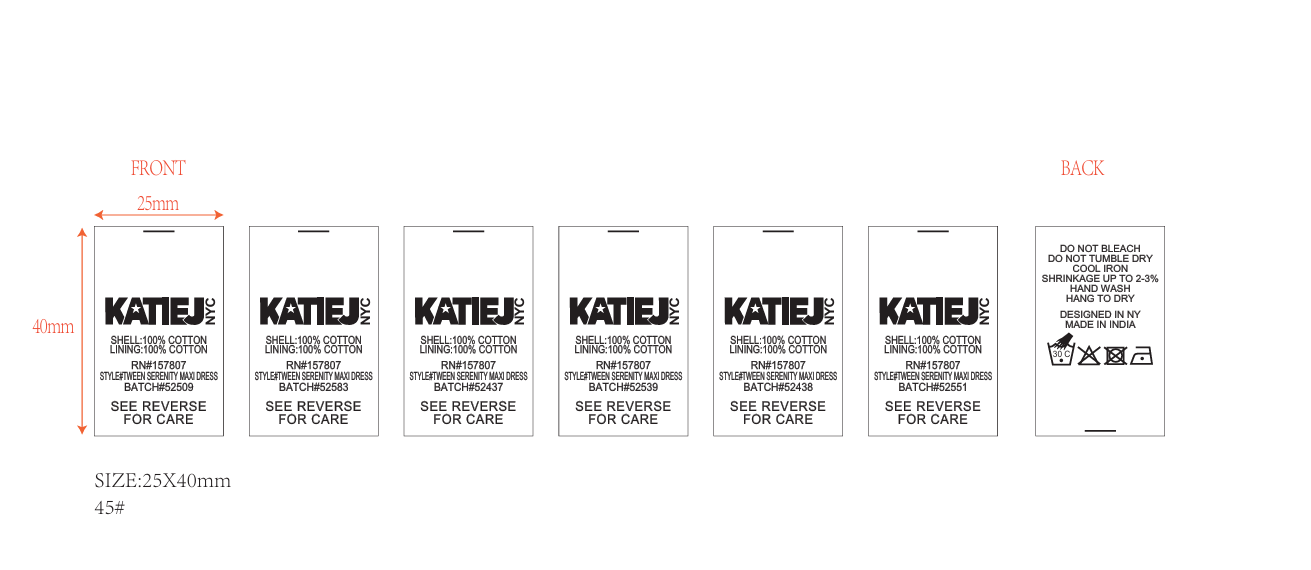 FRONT
BACK
25mm
40mm
KATIEJ NYC
SHELL:100% COTTON
LINING:100% COTTON
RN#157807
STYLE#TWEEN SERENITY MAXI DRESS
BATCH#52509
SEE REVERSE
FOR CARE
KATIEJ NYC
SHELL:100% COTTON
LINING:100% COTTON
RN#157807
STYLE#TWEEN SERENITY MAXI DRESS
BATCH#52583
SEE REVERSE
FOR CARE
KATIEJ NYC
SHELL:100% COTTON
LINING:100% COTTON
RN#157807
STYLE#TWEEN SERENITY MAXI DRESS
BATCH#52437
SEE REVERSE
FOR CARE
KATIEJ NYC
SHELL:100% COTTON
LINING:100% COTTON
RN#157807
STYLE#TWEEN SERENITY MAXI DRESS
BATCH#52539
SEE REVERSE
FOR CARE
KATIEJ NYC
SHELL:100% COTTON
LINING:100% COTTON
RN#157807
STYLE#TWEEN SERENITY MAXI DRESS
BATCH#52438
SEE REVERSE
FOR CARE
KATIEJ NYC
SHELL:100% COTTON
LINING:100% COTTON
RN#157807
STYLE#TWEEN SERENITY MAXI DRESS
BATCH#52551
SEE REVERSE
FOR CARE
DO NOT BLEACH
DO NOT TUMBLE DRY
COOL IRON
SHRINKAGE UP TO 2-3%
HAND WASH
HANG TO DRY
DESIGNED IN NY
MADE IN INDIA
30 C
SIZE:25X40mm
45#